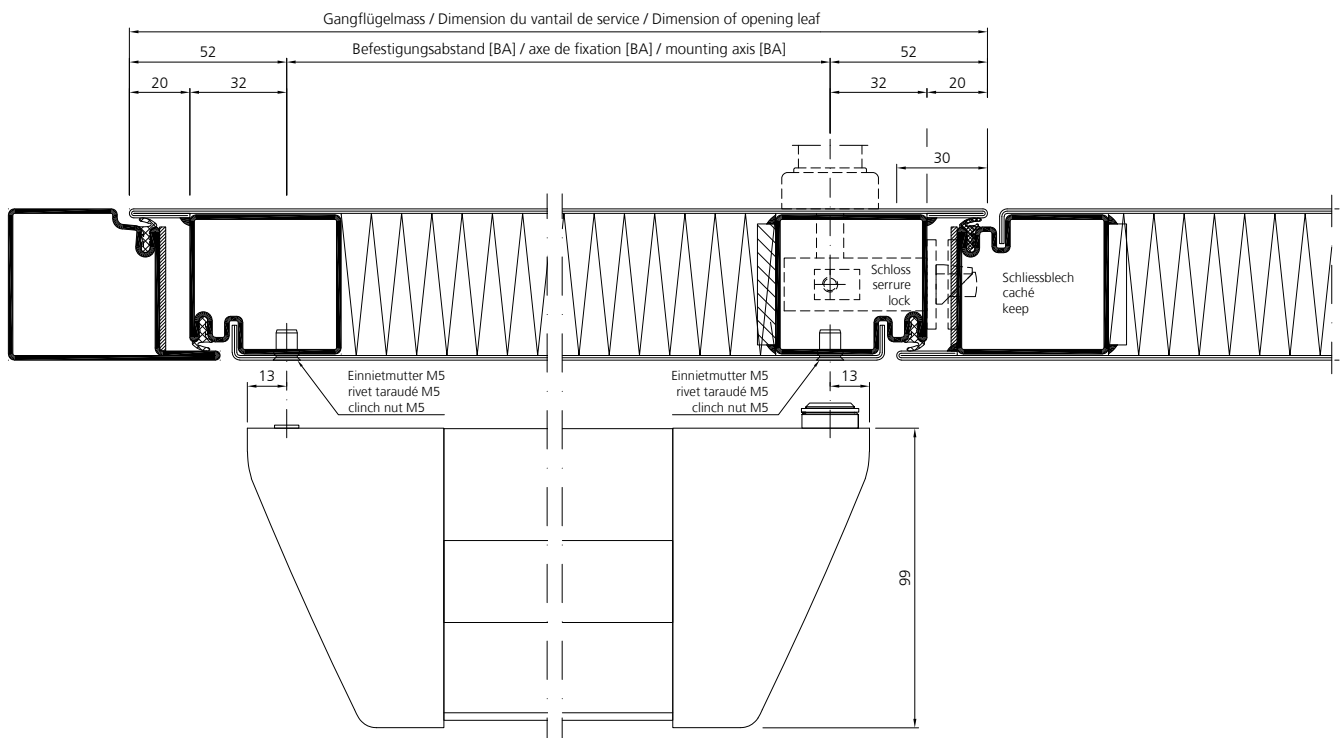 Gangflügelmass / Dimension du vantail de service / Dimension of opening leaf
52
Befestigungsabstand [BA] / axe de fixation [BA] / mounting axis [BA]
52
20
32
32
20
30
Schloss
serrure
lock
Schliessblech
caché
keep
13
Einnietmutter M5
rivet taraudé M5
clinch nut M5
Einnietmutter M5
rivet taraudé M5
clinch nut M5
13
99